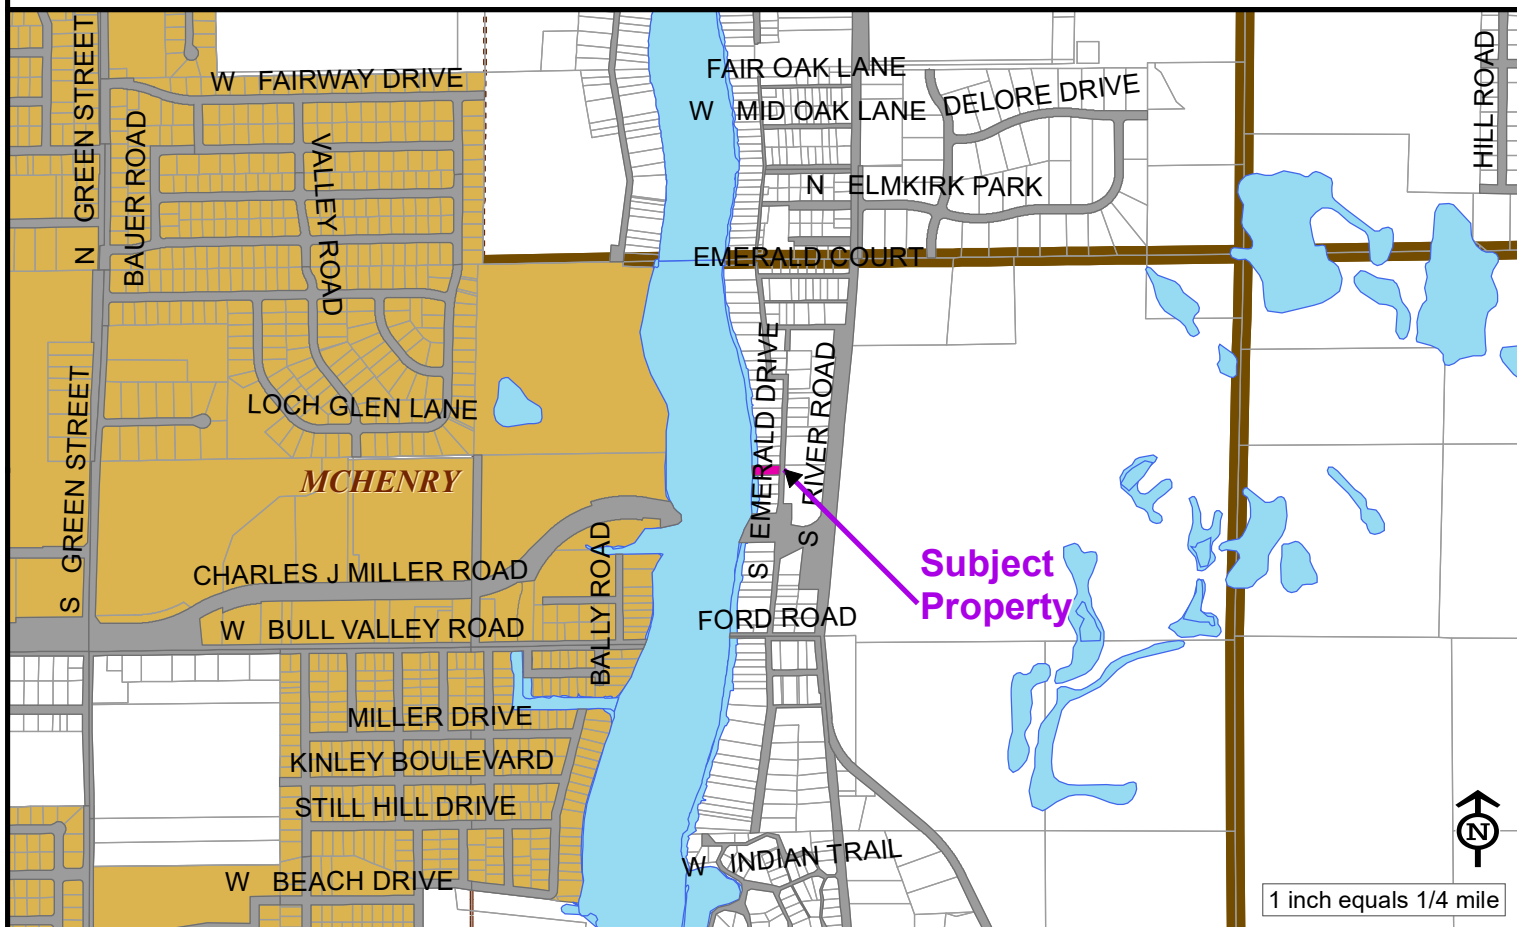 W FAIRWAY DRIVE
N GREEN STREET
BAUER ROAD
VALLEY ROAD
LOCH GLEN LANE
S GREEN STREET
MCHENRY
CHARLES J MILLER ROAD
W BULL VALLEY ROAD
BALLY ROAD
MILLER DRIVE
KINLEY BOULEVARD
STILL HILL DRIVE
W BEACH DRIVE
FAIR OAK LANE
W MID OAK LANE
DELORE DRIVE
N ELMKIRK PARK
EMERALD COURT
S EMERALD DRIVE
S RIVER ROAD
HILL ROAD
Subject
Property
FORD ROAD
W INDIAN TRAIL
N
1 inch equals 1/4 mile